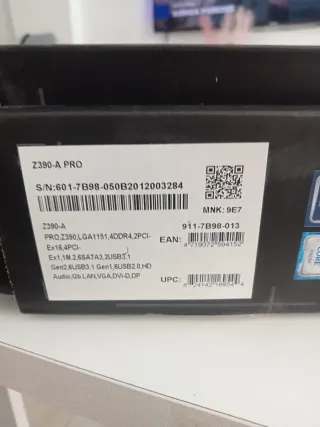 Z390-A PRO
S/N:601-7B98-050B2012003284
MNK: 9E7
Z390-A
911-7B98-013
PRO,Z390,LGA1151,4DDR4,2PCI-
Ex16,4PCI-
EAN:
4719072594152
Ex1,1M.2,6SATA3,2USB3.1
Gen2,6USB3.1 Gen1,6USB2.0,HD
Audio,Gb LAN,VGA,DVI-D,DP
UPC:
CORE